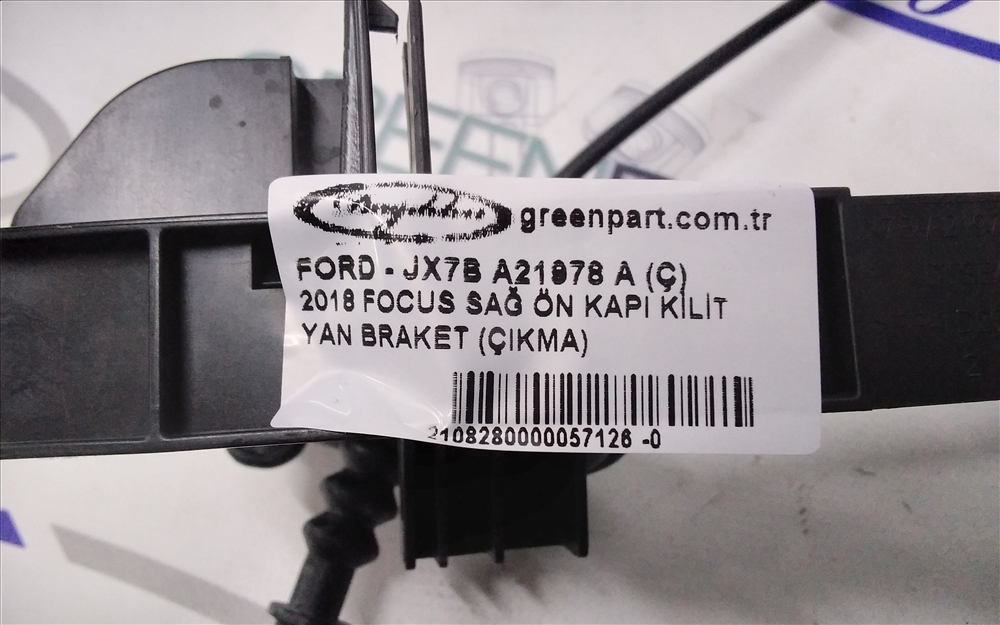 greenpart.com.tr
FORD - JX7B A21978 A (Ç)
2018 FOCUS SAĞ ÖN KAPI KİLİT
YAN BRAKET (ÇIKMA)
2108280000057126 -0